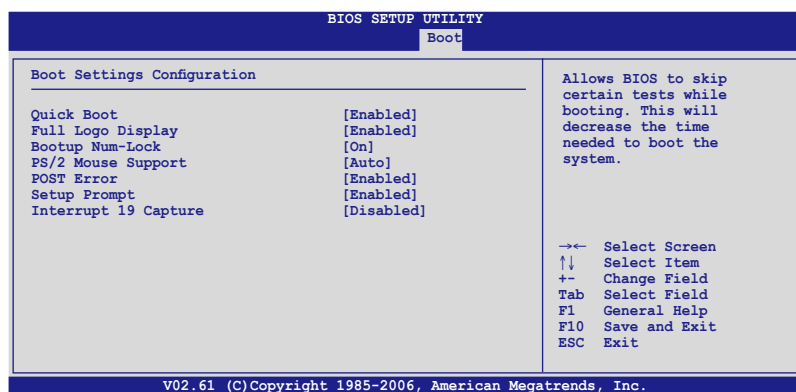 BIOS SETUP UTILITY
Boot
Boot Settings Configuration
Quick Boot [Enabled]
Full Logo Display [Enabled]
Bootup Num-Lock [On]
PS/2 Mouse Support [Auto]
POST Error [Enabled]
Setup Prompt [Enabled]
Interrupt 19 Capture [Disabled]
Allows BIOS to skip
certain tests while
booting. This will
decrease the time
needed to boot the
system.
→← Select Screen
↑↓ Select Item
+- Change Field
Tab Select Field
F1 General Help
F10 Save and Exit
ESC Exit
V02.61 (C)Copyright 1985-2006, American Megatrends, Inc.